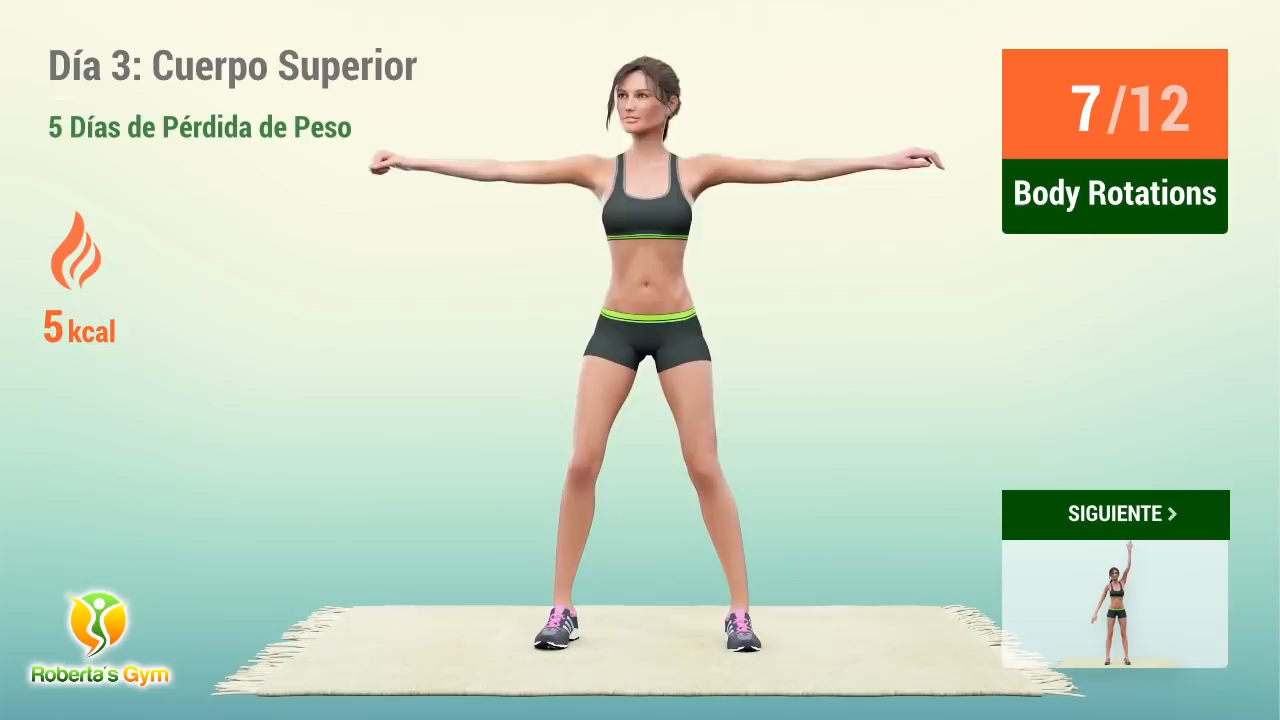 Día 3: Cuerpo Superior
5 Días de Pérdida de Peso
7/12
Body Rotations
5 kcal
SIGUIENTE >
Roberta´s Gym